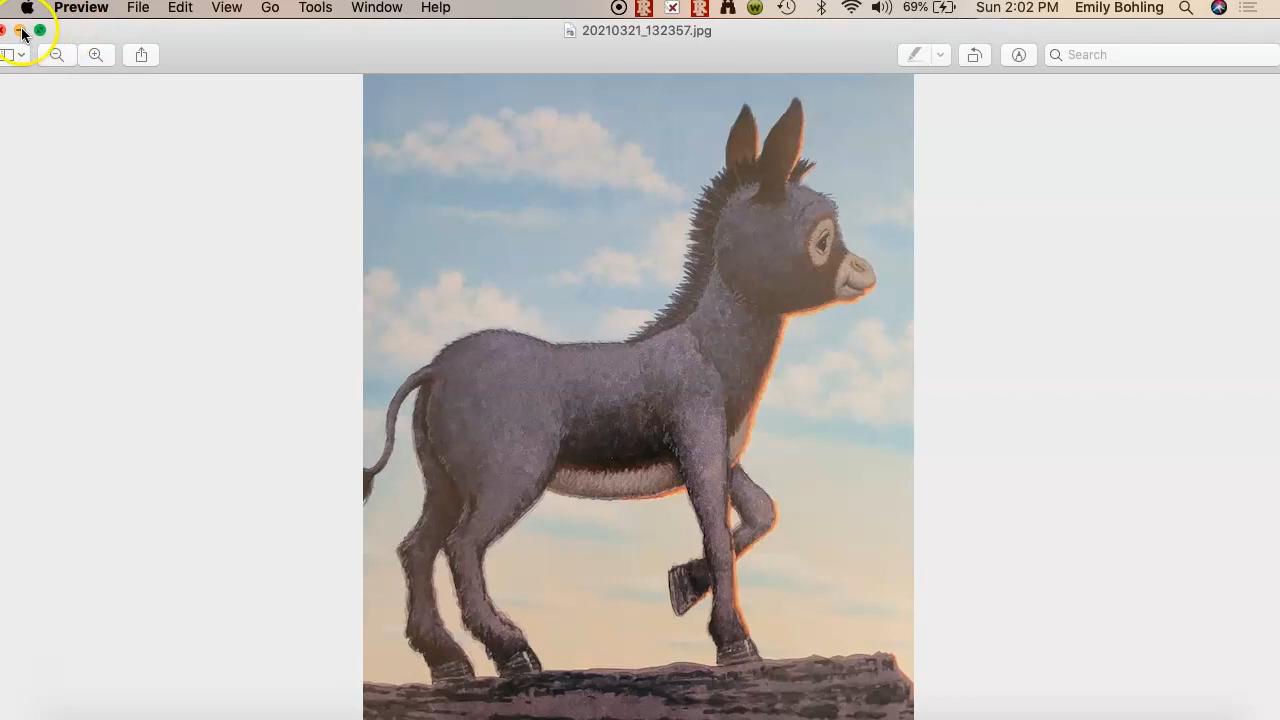 Preview File Edit View Go Tools Window Help 69% Sun 2:02 PM Emily Bohling
20210321_132357.jpg
Search